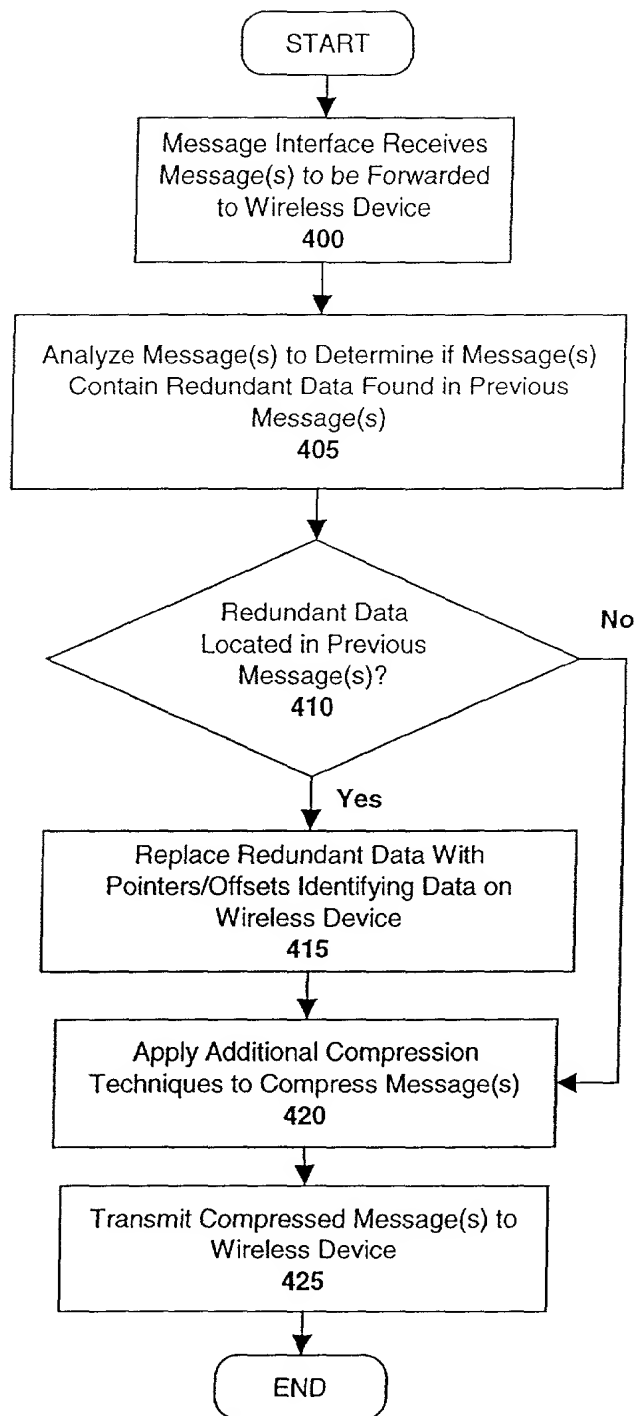 START
Message Interface Receives
Message(s) to be Forwarded
to Wireless Device
400
Analyze Message(s) to Determine if Message(s)
Contain Redundant Data Found in Previous
Message(s)
405
Redundant Data
Located in Previous
Message(s)?
410
No
Yes
Replace Redundant Data With
Pointers/Offsets Identifying Data on
Wireless Device
415
Apply Additional Compression
Techniques to Compress Message(s)
420
Transmit Compressed Message(s) to
Wireless Device
425
END